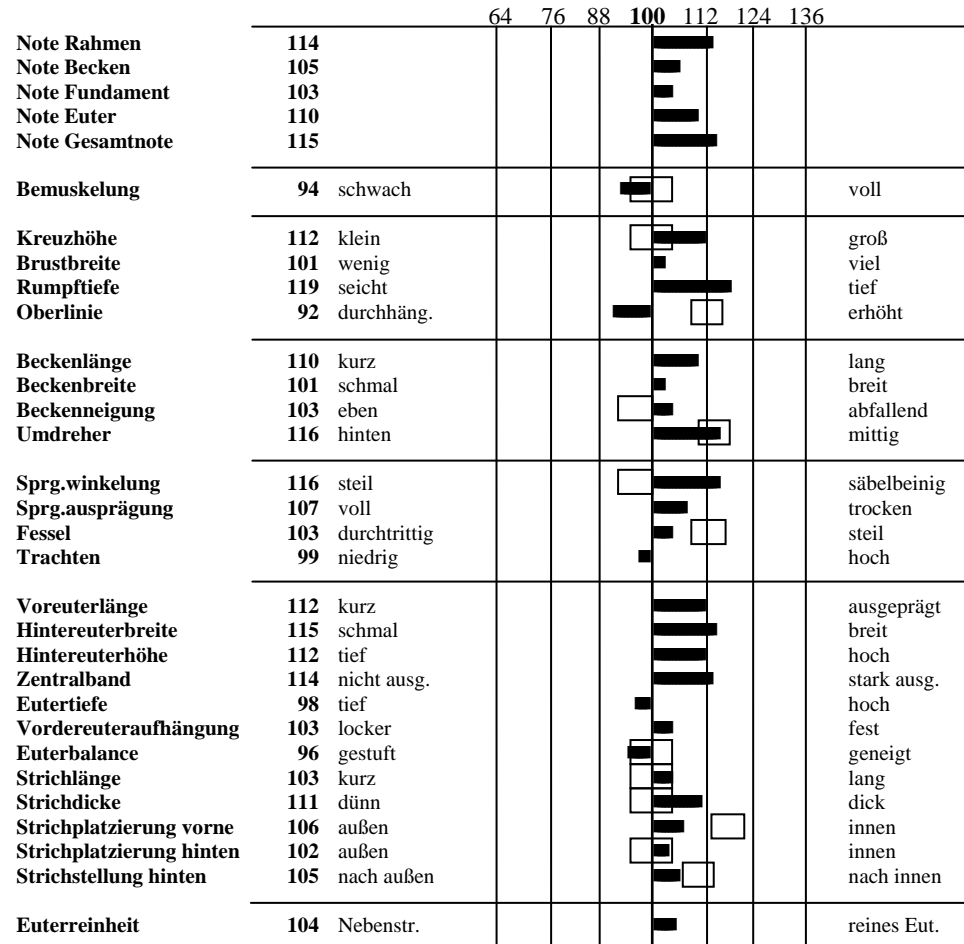 64 76 88 100 112 124 136
Note Rahmen 114
Note Becken 105
Note Fundament 103
Note Euter 110
Note Gesamtnote 115
Bemuskelung 94 schwach voll
Kreuzhöhe 112 klein groß
Brustbreite 101 wenig viel
Rumpftiefe 119 seicht tief
Oberlinie 92 durchhäng. erhöht
Beckenlänge 110 kurz lang
Beckenbreite 101 schmal breit
Beckenneigung 103 eben abfallend
Umdreher 116 hinten mittig
Sprg.winkelung 116 steil säbelbeinig
Sprg.ausprägung 107 voll trocken
Fessel 103 durchtrittig steil
Trachten 99 niedrig hoch
Voreuterlänge 112 kurz ausgeprägt
Hintereuterbreite 115 schmal breit
Hintereuterhöhe 112 tief hoch
Zentralband 114 nicht ausg. stark ausg.
Eutertiefe 98 tief hoch
Vordereuteraufhängung 103 locker fest
Euterbalance 96 gestuft geneigt
Strichlänge 103 kurz lang
Strichdicke 111 dünn dick
Strichplatzierung vorne 106 außen innen
Strichplatzierung hinten 102 außen innen
Strichstellung hinten 105 nach außen nach innen
Euterreinheit 104 Nebenstr. reines Eut.